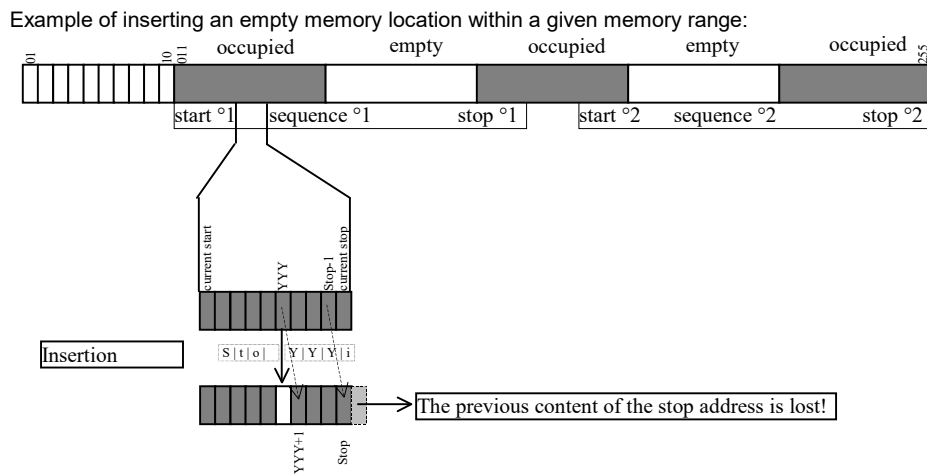 Example of inserting an empty memory location within a given memory range:
occupied empty occupied empty occupied
01 10 011 255
start °1 sequence °1 stop °1 start °2 sequence °2 stop °2
current start YYY Stop-1 current stop
Insertion
S | t | o | Y | Y | Y | i
The previous content of the stop address is lost!
YYY+1 Stop